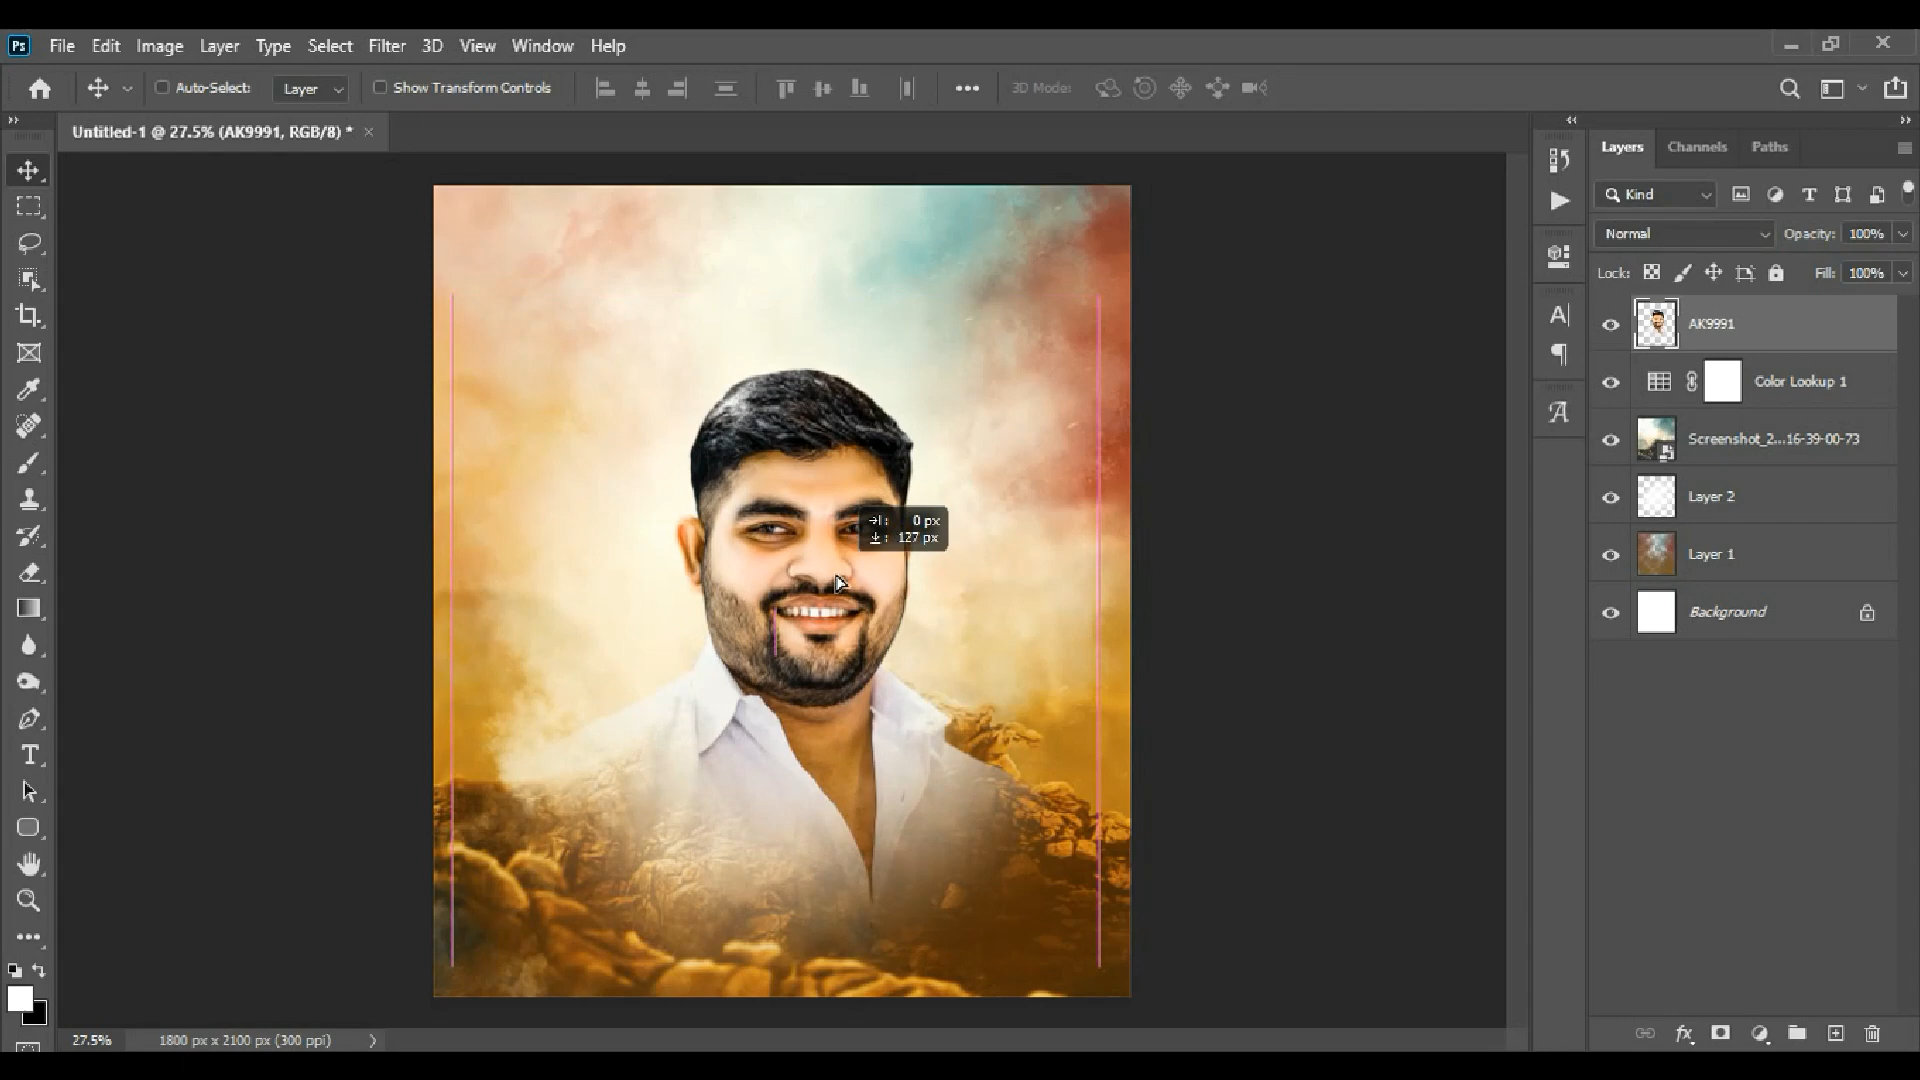 Ps File Edit Image Layer Type Select Filter 3D View Window Help
Auto-Select: Layer Show Transform Controls 3D Mode:
Untitled-1 @ 27.5% (AK9991, RGB/8) *
Layers Channels Paths
Kind
Normal Opacity: 100%
Lock: Fill: 100%
AK9991
Color Lookup 1
Screenshot_2...16-39-00-73
Layer 2
Layer 1
Background
0 px
127 px
27.5% 1800 px x 2100 px (300 ppi)